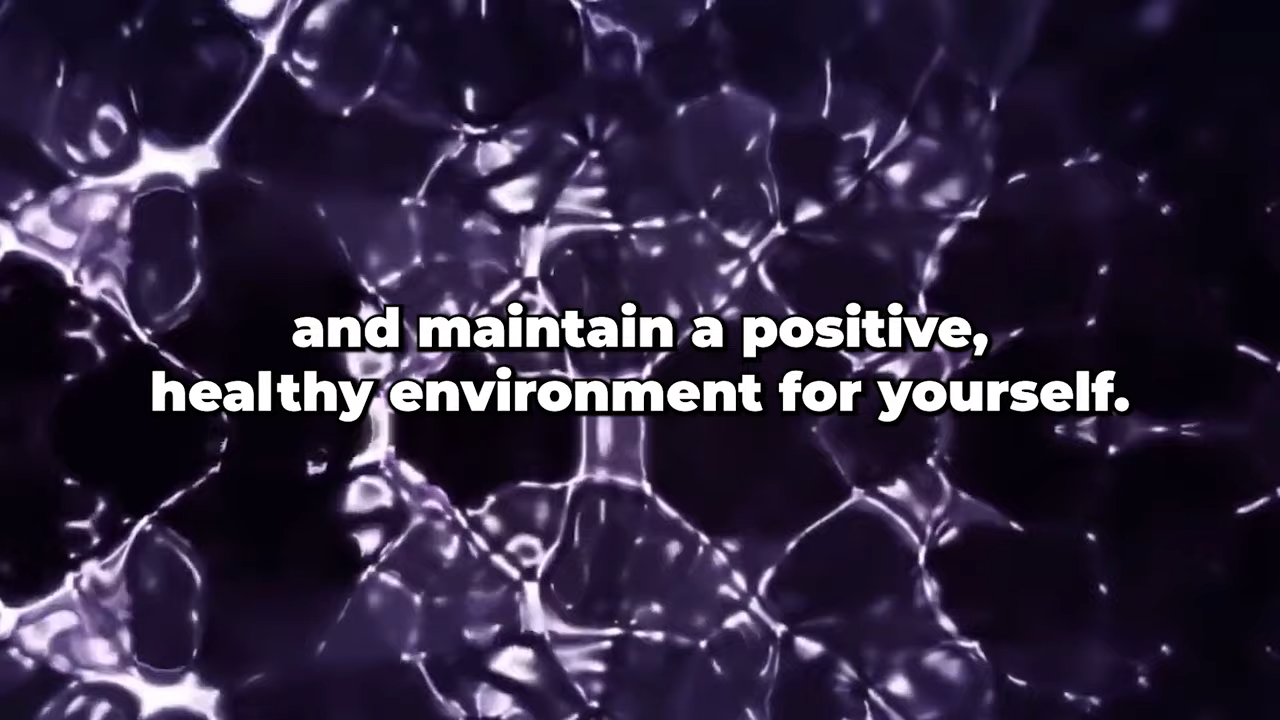 and maintain a positive,
healthy environment for yourself.